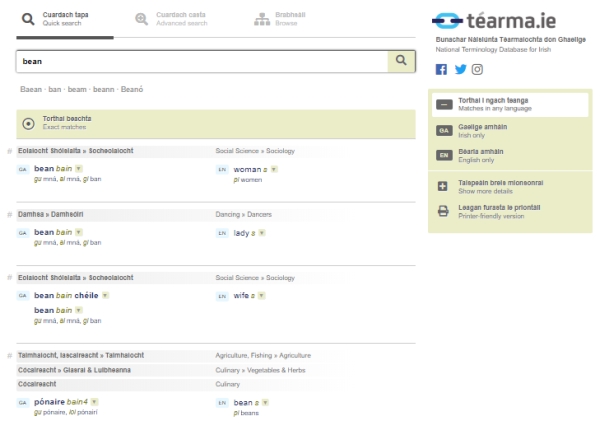 Cuardach tapa
Quick search
Cuardach casta
Advanced search
Brabhsáil
Browse
téarma.ie
Bunachar Náisiúnta Téarmaíochta don Ghaeilge
National Terminology Database for Irish
bean
Baean · ban · beam · beann · Beanó
Torthaí beachta
Exact matches
Torthaí i ngach teanga
Matches in any language
GA
Gaeilge amháin
Irish only
EN
Béarla amháin
English only
Taispeáin breis mionsonraí
Show more details
Leagan furasta le priontáil
Printer-friendly version
# Eolaíocht Shóisialta » Socheolaíocht
Social Science » Sociology
GA bean bain
gu mná, ai mná, gi ban
EN woman s
pl women
# Damhsa » Damhsóirí
Dancing » Dancers
GA bean bain
gu mná, ai mná, gi ban
EN lady s
# Eolaíocht Shóisialta » Socheolaíocht
Social Science » Sociology
GA bean bain chéile
bean bain
gu mná, ai mná, gi ban
EN wife s
# Talmhaíocht, Iascaireacht » Talmhaíocht
Agriculture, Fishing » Agriculture
Cócaireacht » Glasraí & Luibheanna
Culinary » Vegetables & Herbs
Cócaireacht
Culinary
GA pónaire bain4
gu pónaire, iol pónairí
EN bean s
pl beans